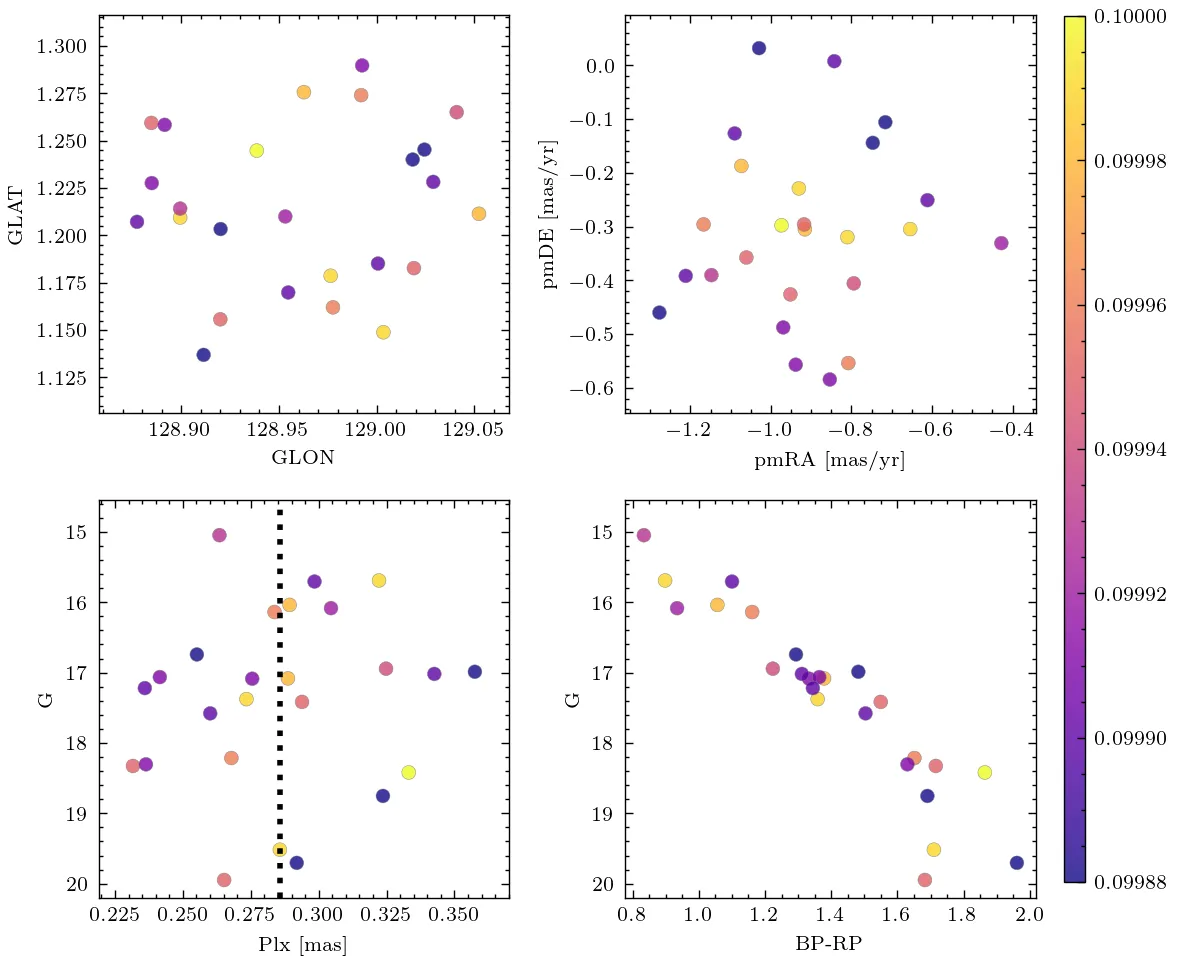 1.300
1.275
1.250
1.225
1.200
1.175
1.150
1.125
GLAT
128.90 128.95 129.00 129.05
GLON
0.0
−0.1
−0.2
−0.3
−0.4
−0.5
−0.6
pmDE [mas/yr]
−1.2 −1.0 −0.8 −0.6 −0.4
pmRA [mas/yr]
15
16
17
18
19
20
G
0.225 0.250 0.275 0.300 0.325 0.350
Plx [mas]
15
16
17
18
19
20
G
0.8 1.0 1.2 1.4 1.6 1.8 2.0
BP-RP
0.10000
0.09998
0.09996
0.09994
0.09992
0.09990
0.09988